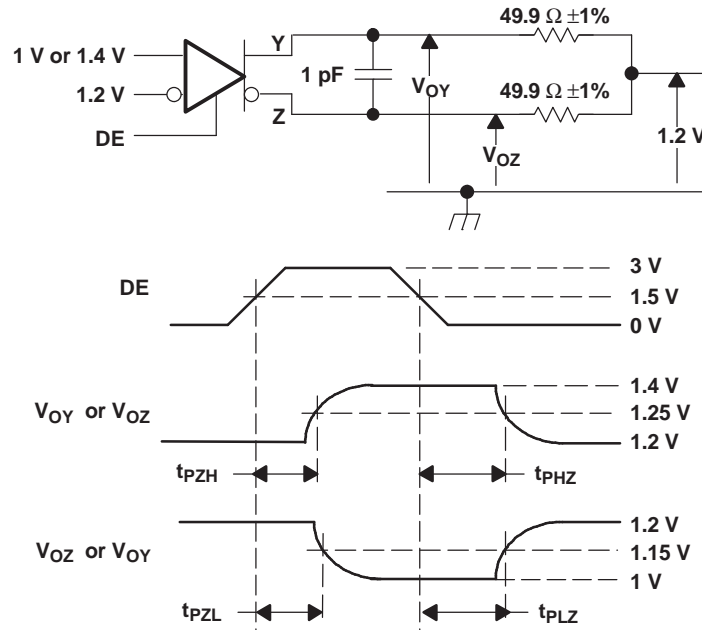 Y
49.9 Ω ±1%
1 V or 1.4 V
1 pF
VOY
1.2 V
49.9 Ω ±1%
Z
DE
VOZ
1.2 V
DE
3 V
1.5 V
0 V
VOY or VOZ
1.4 V
1.25 V
1.2 V
tPZH
tPHZ
VOZ or VOY
1.2 V
1.15 V
1 V
tPZL
tPLZ